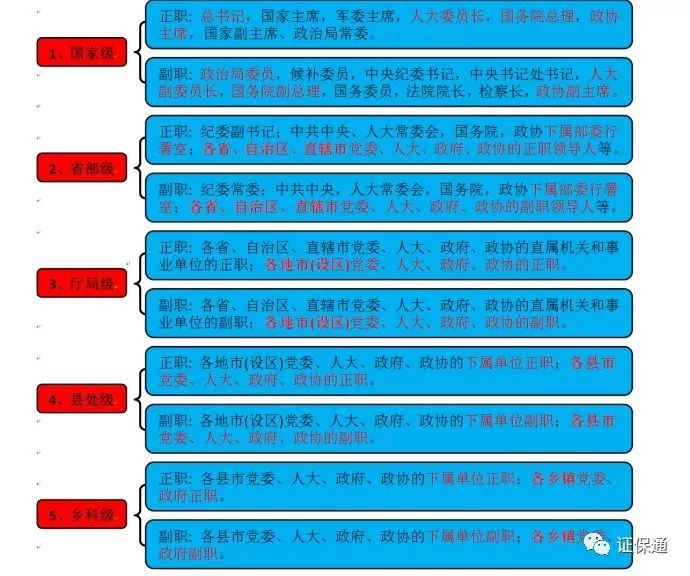 正职: 总书记,国家主席,军委主席,人大委员长,国务院总理,政协
主席,国家副主席、政治局常委。
1、国家级
副职: 政治局委员,候补委员,中央纪委书记,中央书记处书记,人大
副委员长,国务院副总理,国务委员,法院院长,检察长,政协副主席。
正职: 纪委副书记;中共中央、人大常委会,国务院,政协下属部委行
署室;各省、自治区、直辖市党委、人大、政府、政协的正职领导人等。
2、省部级
副职: 纪委常委;中共中央,人大常委会,国务院,政协下属部委行署
室;各省、自治区、直辖市党委、人大、政府、政协的副职领导人等。
正职: 各省、自治区、直辖市党委、人大、政府、政协的直属机关和事
业单位的正职;各地市(设区)党委、人大、政府、政协的正职。
3、厅局级
副职: 各省、自治区、直辖市党委、人大、政府、政协的直属机关和事
业单位的副职;各地市(设区)党委、人大、政府、政协的副职。
正职: 各地市(设区)党委、人大、政府、政协的下属单位正职;各县市
党委、人大、政府、政协的正职。
4、县处级
副职: 各地市(设区)党委、人大、政府、政协的下属单位副职;各县市
党委、人大、政府、政协的副职。
正职: 各县市党委、人大、政府、政协的下属单位正职;各乡镇党委、
政府正职。
5、乡科级
副职: 各县市党委、人大、政府、政协的下属单位副职;各乡镇党委、
政府副职。
证保通